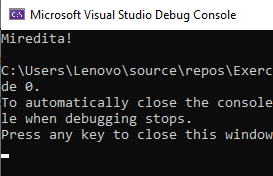 Microsoft Visual Studio Debug Console
Miredita!
C:\Users\Lenovo\source\repos\Exerc
de 0.
To automatically close the console
le when debugging stops.
Press any key to close this window